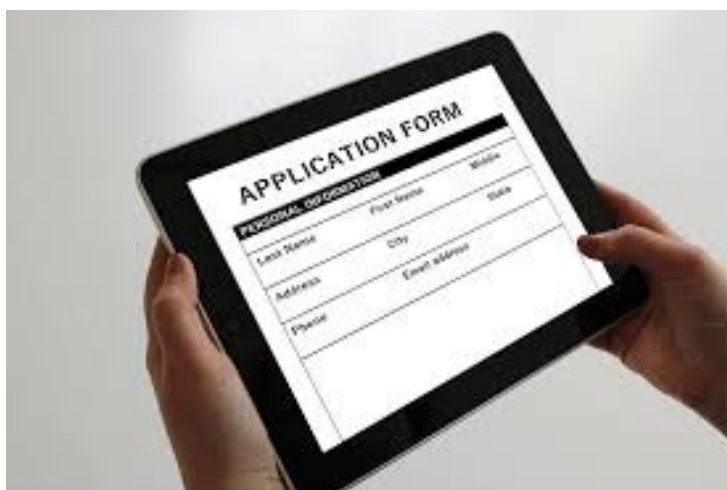 APPLICATION FORM
PERSONAL INFORMATION
Last Name First Name Middle
Address City State
Phone Email address